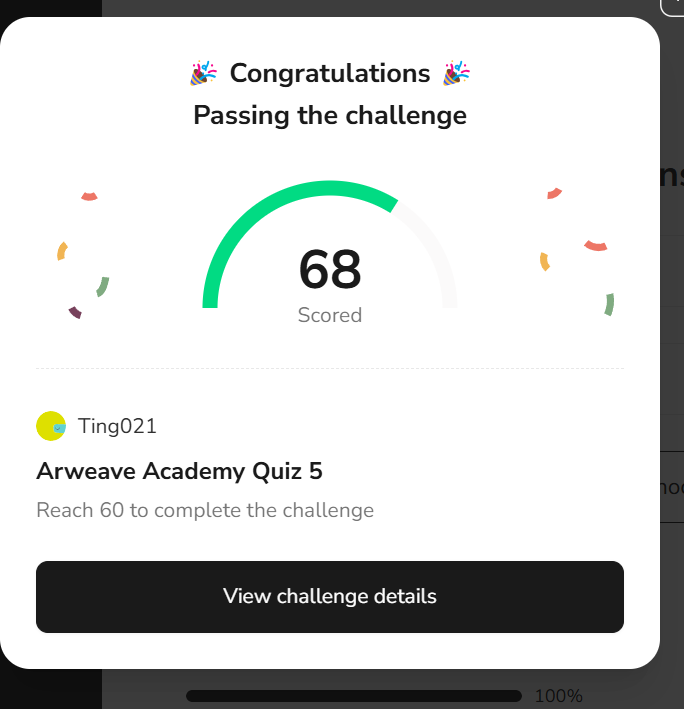 🎉 Congratulations 🎉
Passing the challenge
68
Scored
Ting021
Arweave Academy Quiz 5
Reach 60 to complete the challenge
View challenge details
100%